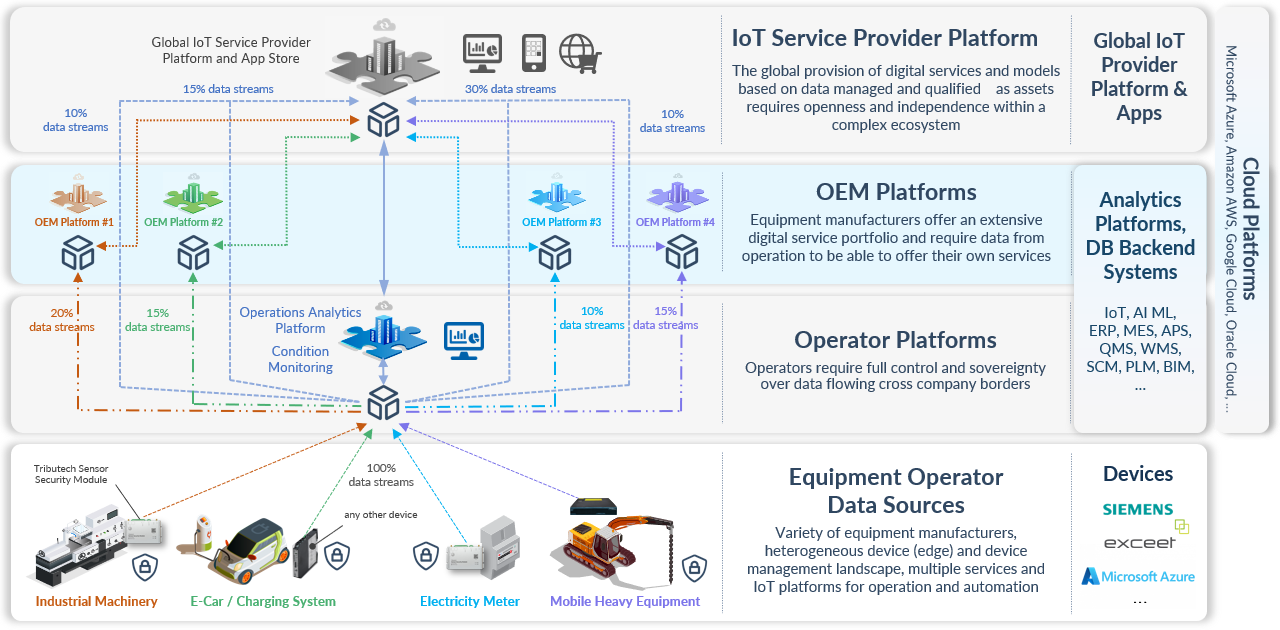 Global IoT Service Provider
Platform and App Store
15% data streams
30% data streams
10%
data streams
10%
data streams
IoT Service Provider Platform
The global provision of digital services and models
based on data managed and qualified as assets
requires openness and independence within a
complex ecosystem
Global IoT
Provider
Platform &
Apps
OEM Platform #1
OEM Platform #2
OEM Platform #3
OEM Platform #4
OEM Platforms
Equipment manufacturers offer an extensive
digital service portfolio and require data from
operation to be able to offer their own services
Analytics
Platforms,
DB Backend
Systems
IoT, AI ML,
ERP, MES, APS,
QMS, WMS,
SCM, PLM, BIM,
...
Cloud Platforms
Microsoft Azure, Amazon AWS, Google Cloud, Oracle Cloud, ...
20%
data streams
15%
data streams
Operations Analytics
Platform
Condition
Monitoring
10%
data streams
15%
data streams
Operator Platforms
Operators require full control and sovereignty
over data flowing cross company borders
Tributech Sensor
Security Module
100%
data streams
any other device
Industrial Machinery
E-Car / Charging System
Electricity Meter
Mobile Heavy Equipment
Equipment Operator
Data Sources
Variety of equipment manufacturers,
heterogeneous device (edge) and device
management landscape, multiple services and
IoT platforms for operation and automation
Devices
SIEMENS
exceet
Microsoft Azure
...